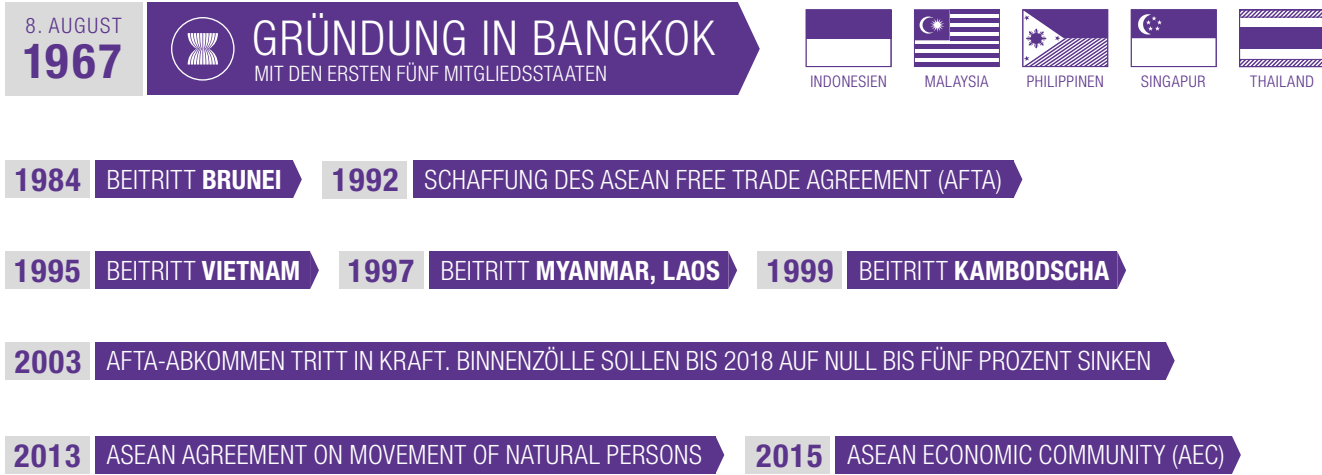 8. AUGUST
1967
GRÜNDUNG IN BANGKOK
MIT DEN ERSTEN FÜNF MITGLIEDSSTAATEN
INDONESIEN
MALAYSIA
PHILIPPINEN
SINGAPUR
THAILAND
1984 BEITRITT BRUNEI
1992 SCHAFFUNG DES ASEAN FREE TRADE AGREEMENT (AFTA)
1995 BEITRITT VIETNAM
1997 BEITRITT MYANMAR, LAOS
1999 BEITRITT KAMBODSCHA
2003 AFTA-ABKOMMEN TRITT IN KRAFT. BINNENZÖLLE SOLLEN BIS 2018 AUF NULL BIS FÜNF PROZENT SINKEN
2013 ASEAN AGREEMENT ON MOVEMENT OF NATURAL PERSONS
2015 ASEAN ECONOMIC COMMUNITY (AEC)